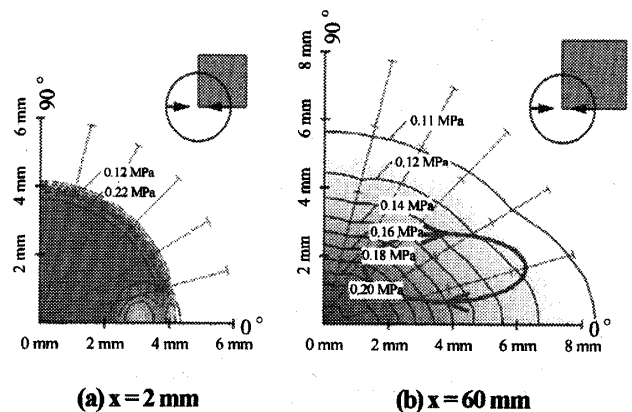 90°
6 mm
4 mm
2 mm
0.12 MPa
0.22 MPa
0°
0 mm
2 mm
4 mm
6 mm
(a) x = 2 mm
90°
8 mm
6 mm
4 mm
2 mm
0.11 MPa
0.12 MPa
0.14 MPa
0.16 MPa
0.18 MPa
0.20 MPa
0°
0 mm
2 mm
4 mm
6 mm
8 mm
(b) x = 60 mm